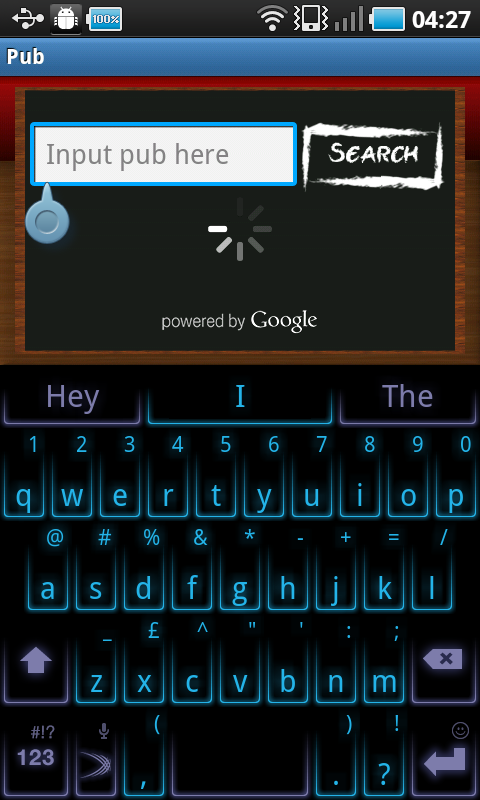 100% 04:27
Pub
Input pub here SEARCH
powered by Google
Hey I The
1 2 3 4 5 6 7 8 9 0
q w e r t y u i o p
@ # % & * - + = /
a s d f g h j k l
_ £ ^ " ' : ;
z x c v b n m
#!? ( ) !
123 , . ?